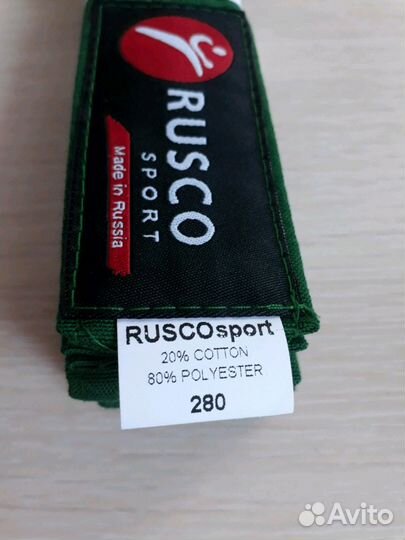 RUSCO
SPORT
Made in Russia
RUSCOsport
20% COTTON
80% POLYESTER
280
Avito